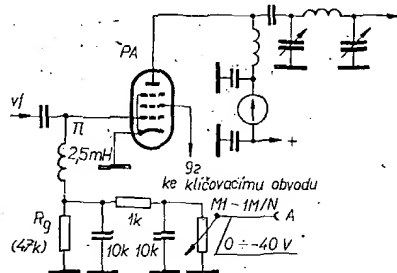 PA
vf
Π
2,5mH
g2
ke klíčovacímu obvodu
+
1k
M1-1M/N
A
Rg
(47k)
10k
10k
0÷-40 V